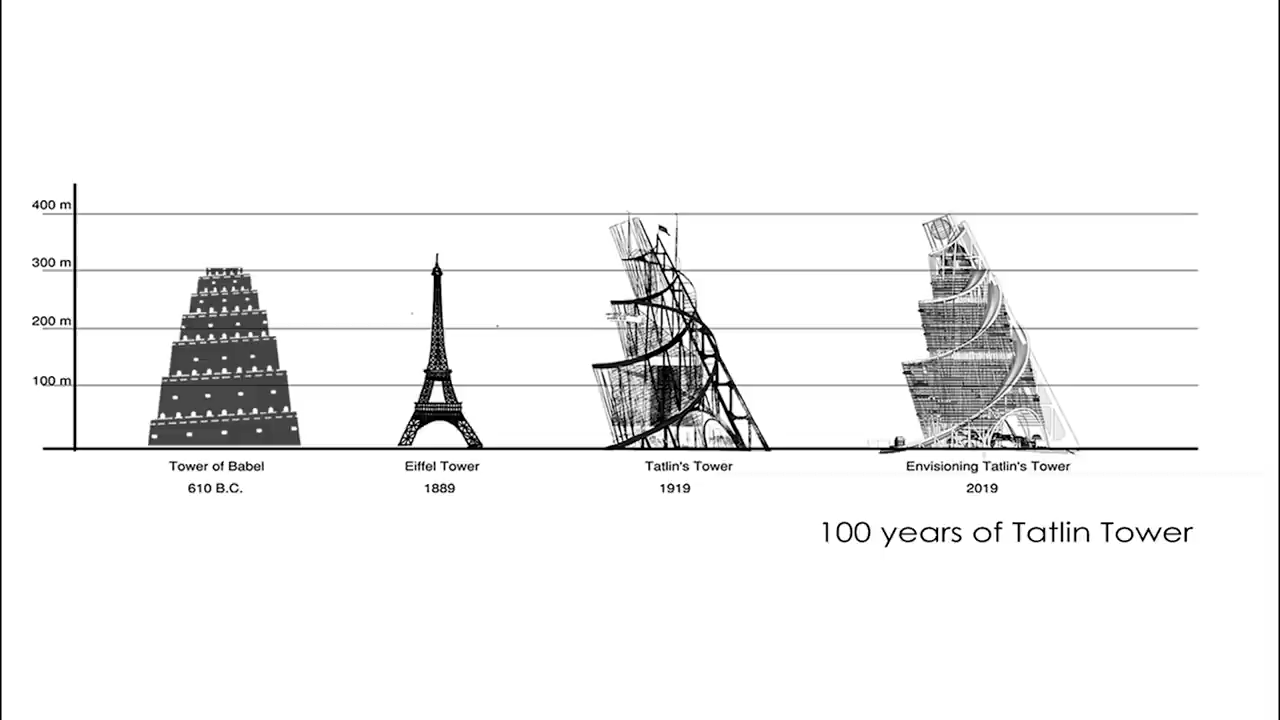 400 m
300 m
200 m
100 m
Tower of Babel
610 B.C.
Eiffel Tower
1889
Tatlin's Tower
1919
Envisioning Tatlin's Tower
2019
100 years of Tatlin Tower